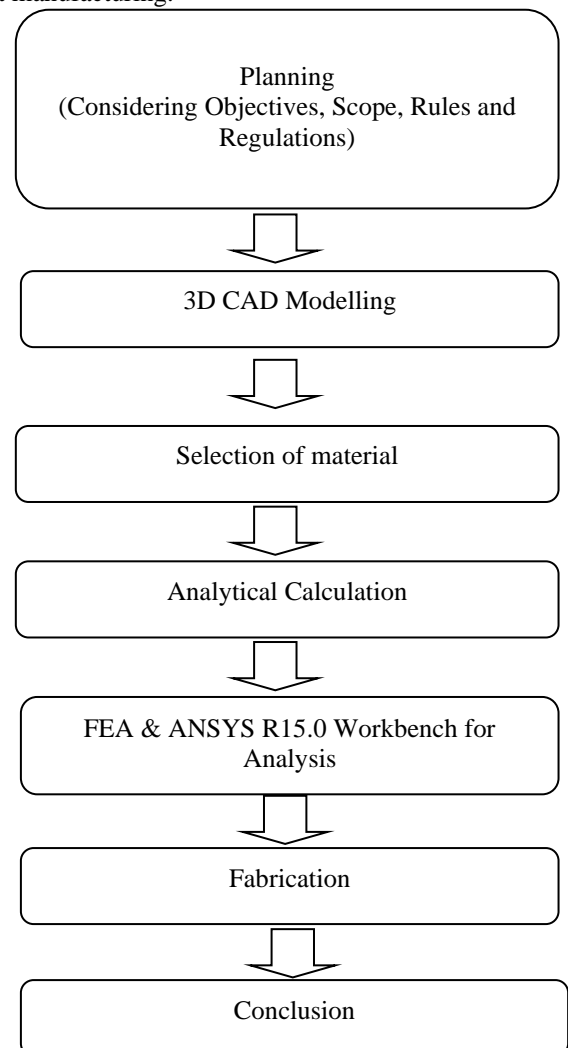 manufacturing.
Planning
(Considering Objectives, Scope, Rules and
Regulations)
3D CAD Modelling
Selection of material
Analytical Calculation
FEA & ANSYS R15.0 Workbench for
Analysis
Fabrication
Conclusion